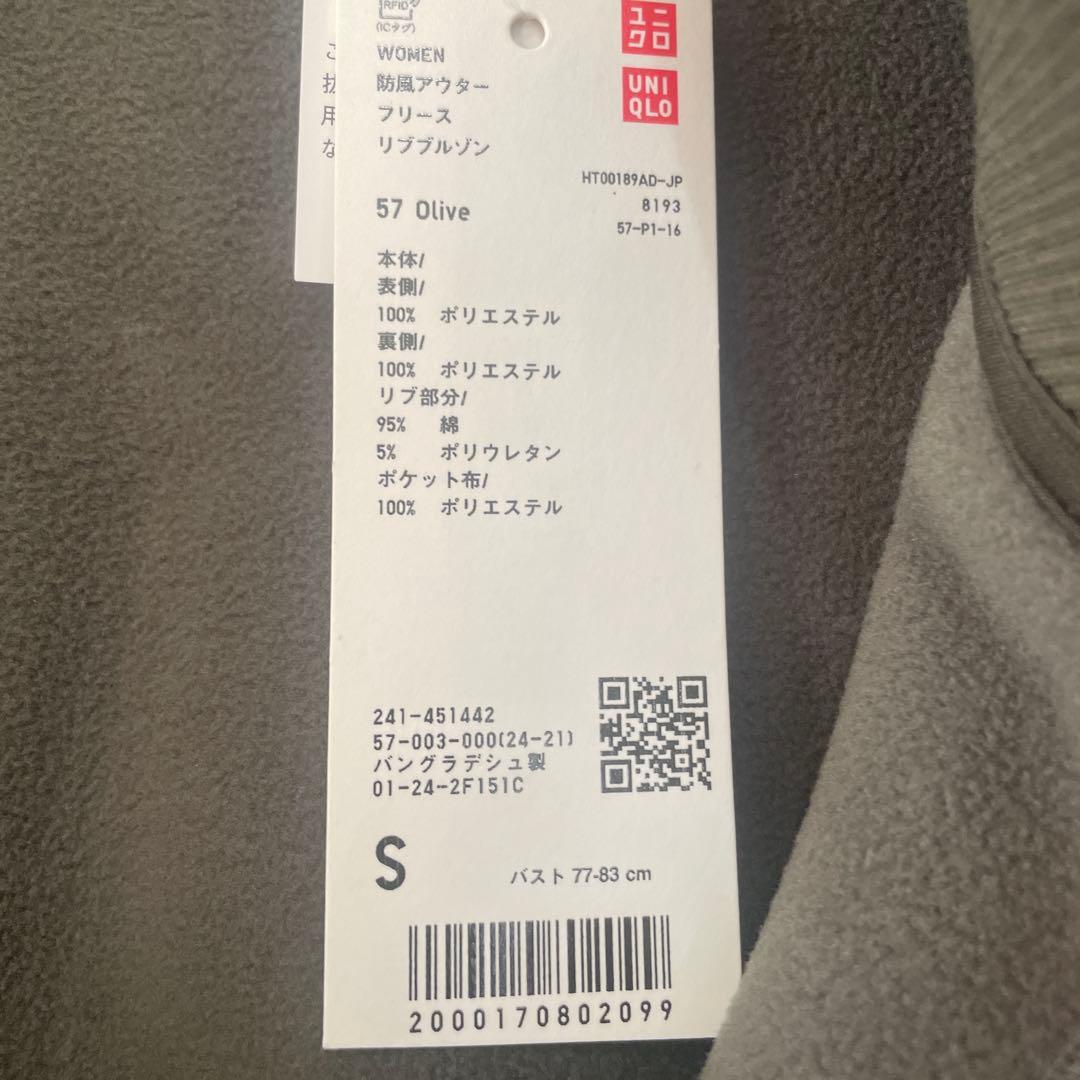 RFID
(ICタグ)
WOMEN
防風アウター
フリース
リブブルゾン
ユニ
クロ
UNI
QLO
HT00189AD-JP
8193
57-P1-16
57 Olive
本体/
表側/
100% ポリエステル
裏側/
100% ポリエステル
リブ部分/
95% 綿
5% ポリウレタン
ポケット布/
100% ポリエステル
241-451442
57-003-000(24-21)
バングラデシュ製
01-24-2F151C
S
バスト 77-83 cm
2000170802099